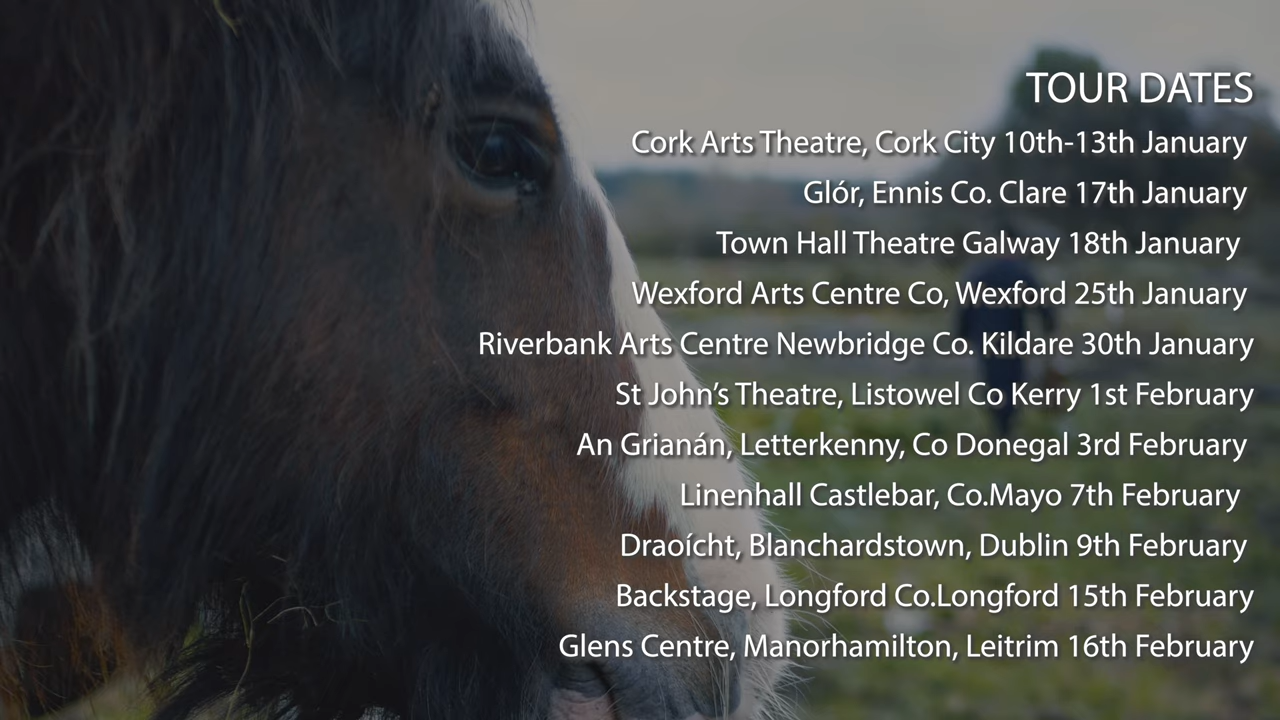 TOUR DATES
Cork Arts Theatre, Cork City 10th-13th January
Glór, Ennis Co. Clare 17th January
Town Hall Theatre Galway 18th January
Wexford Arts Centre Co, Wexford 25th January
Riverbank Arts Centre Newbridge Co. Kildare 30th January
St John’s Theatre, Listowel Co Kerry 1st February
An Grianán, Letterkenny, Co Donegal 3rd February
Linenhall Castlebar, Co.Mayo 7th February
Draoícht, Blanchardstown, Dublin 9th February
Backstage, Longford Co.Longford 15th February
Glens Centre, Manorhamilton, Leitrim 16th February